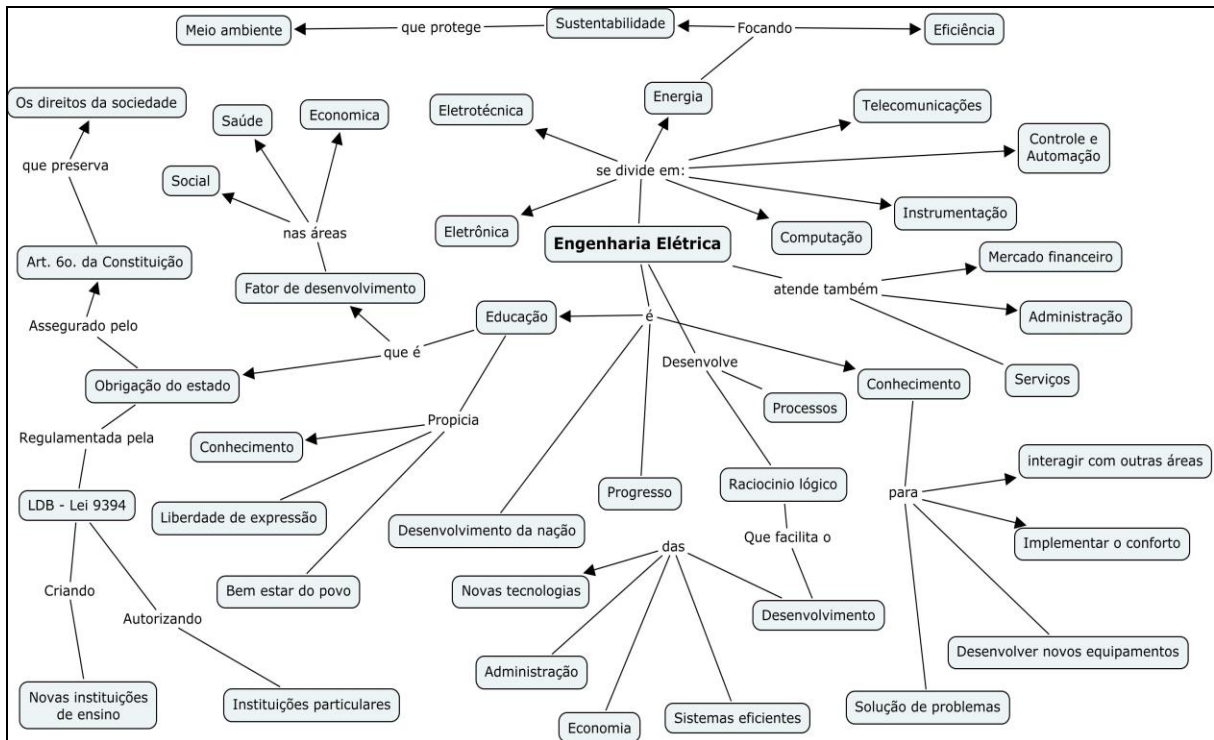 Meio ambiente
que protege
Sustentabilidade
Focando
Eficiência
Os direitos da sociedade
Saúde
Economica
Eletrotécnica
Energia
Telecomunicações
Controle e
Automação
que preserva
Social
se divide em:
nas áreas
Eletrônica
Engenharia Elétrica
Computação
Instrumentação
Art. 6o. da Constituição
Fator de desenvolvimento
atende também
Mercado financeiro
Administração
Assegurado pelo
que é
Educação
é
Desenvolve
Obrigação do estado
Conhecimento
Serviços
Processos
Regulamentada pela
Conhecimento
Propicia
LDB - Lei 9394
Liberdade de expressão
Desenvolvimento da nação
Progresso
Raciocinio lógico
para
interagir com outras áreas
Implementar o conforto
Que facilita o
das
Criando
Autorizando
Bem estar do povo
Novas tecnologias
Desenvolvimento
Desenvolver novos equipamentos
Administração
Novas instituições
de ensino
Instituições particulares
Economia
Sistemas eficientes
Solução de problemas